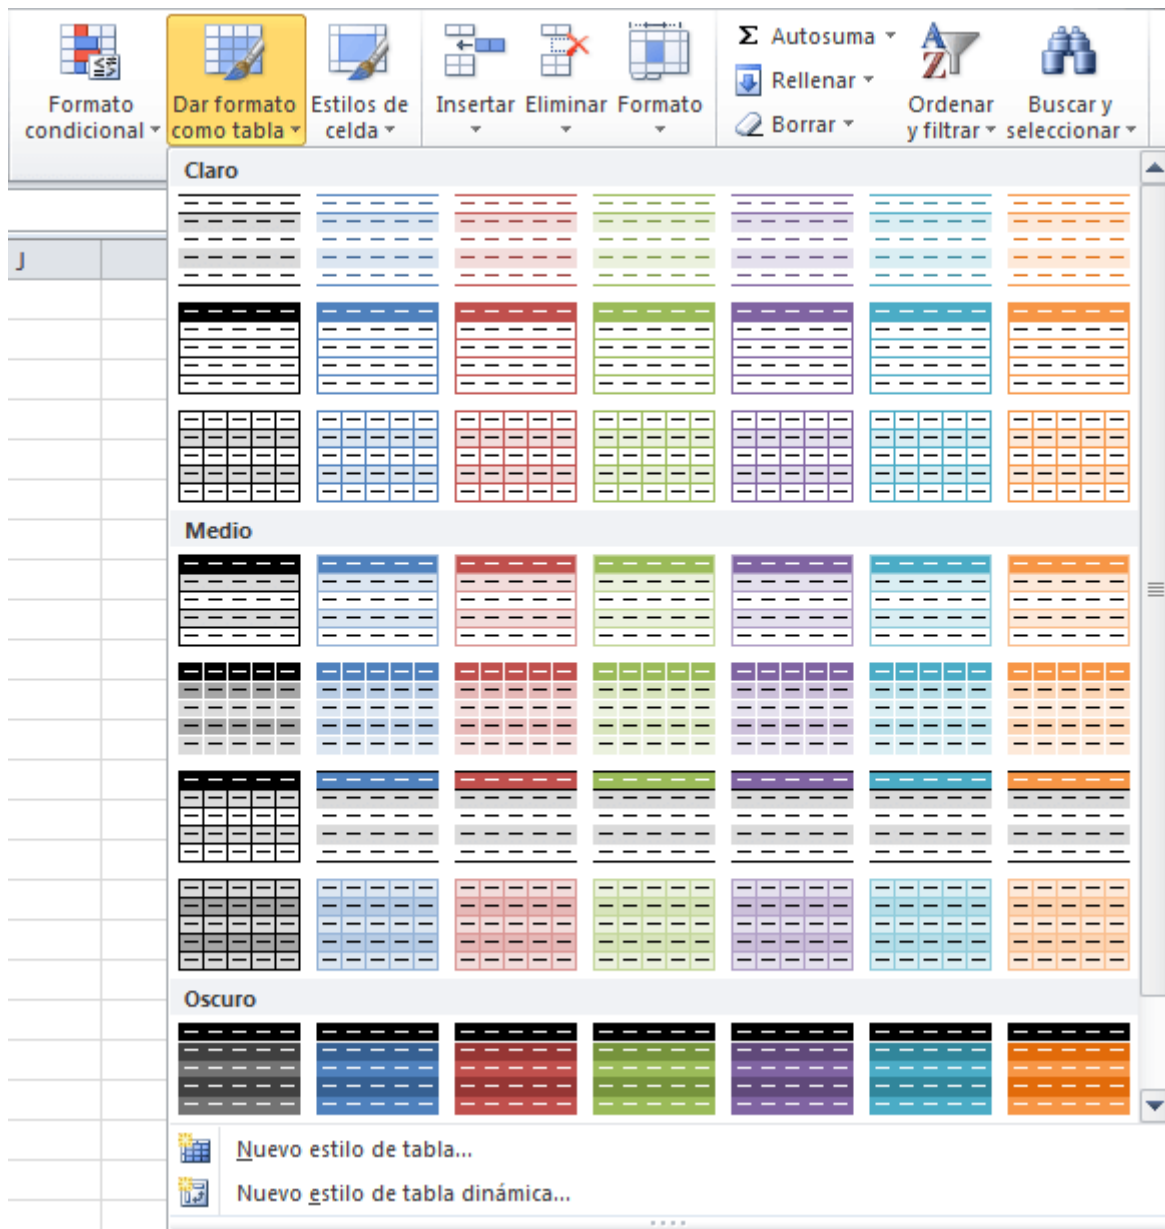 Formato
condicional
Dar formato
como tabla
Estilos de
celda
Insertar
Eliminar
Formato
Σ Autosuma
Rellenar
Borrar
Ordenar
y filtrar
Buscar y
seleccionar
J
Claro
Medio
Oscuro
Nuevo estilo de tabla...
Nuevo estilo de tabla dinámica...